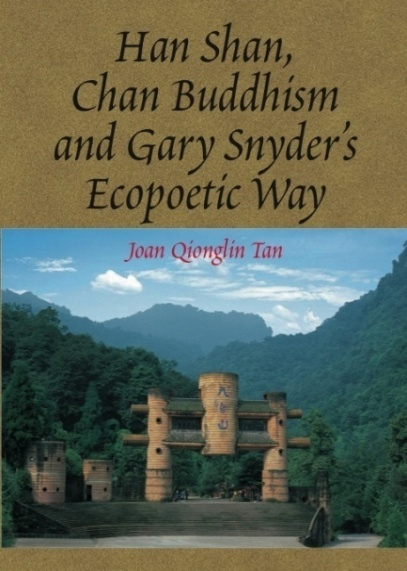 Han Shan,
Chan Buddhism
and Gary Snyder's
Ecopoetic Way
Joan Qionglin Tan